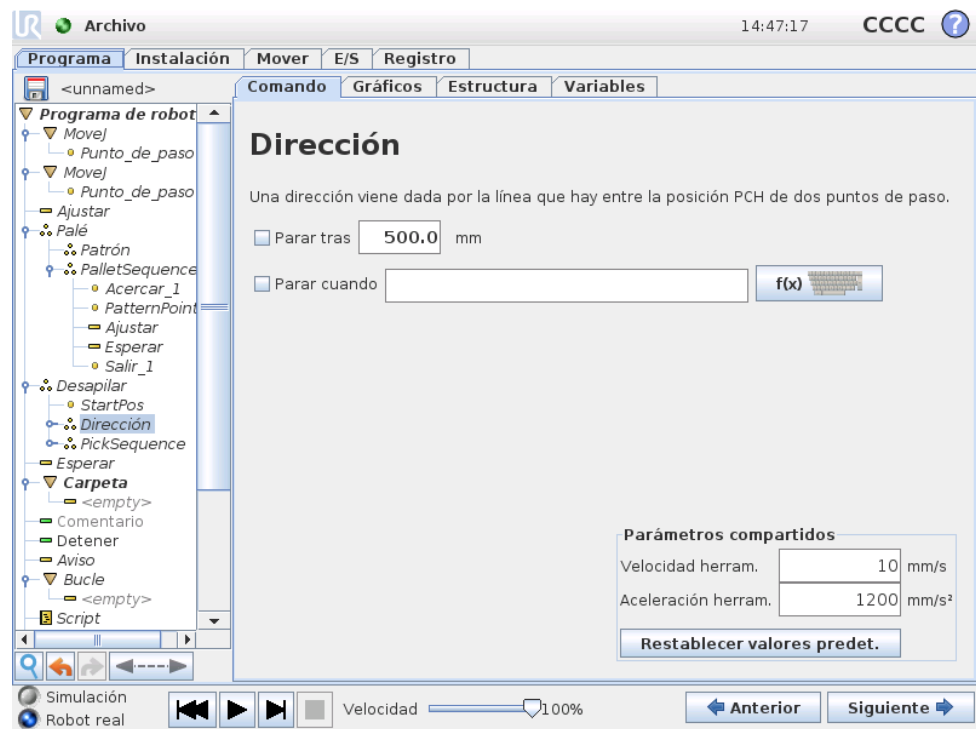 UR Archivo 14:47:17 CCCC ?
Programa Instalación Mover E/S Registro
<unnamed>
Comando Gráficos Estructura Variables
Programa de robot
MoveJ
Punto_de_paso
MoveJ
Punto_de_paso
Ajustar
Palé
Patrón
PalletSequence
Acercar_1
PatternPoint
Ajustar
Esperar
Salir_1
Desapilar
StartPos
Dirección
PickSequence
Esperar
Carpeta
<empty>
Comentario
Detener
Aviso
Bucle
<empty>
Script
Dirección
Una dirección viene dada por la línea que hay entre la posición PCH de dos puntos de paso.
Parar tras 500.0 mm
Parar cuando f(x)
Parámetros compartidos
Velocidad herram. 10 mm/s
Aceleración herram. 1200 mm/s²
Restablecer valores predet.
Simulación
Robot real
Velocidad 100%
Anterior Siguiente